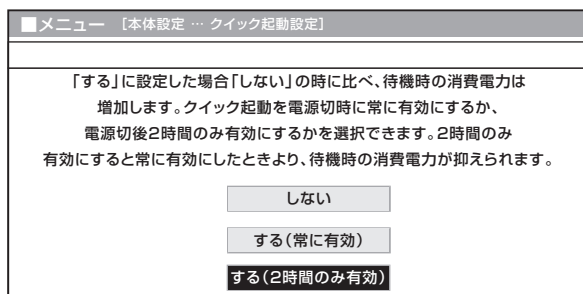 ■メニュー [本体設定 … クイック起動設定]
「する」に設定した場合「しない」の時に比べ、待機時の消費電力は
増加します。クイック起動を電源切時に常に有効にするか、
電源切後2時間のみ有効にするかを選択できます。2時間のみ
有効にすると常に有効にしたときより、待機時の消費電力が抑えられます。
しない
する(常に有効)
する(2時間のみ有効)